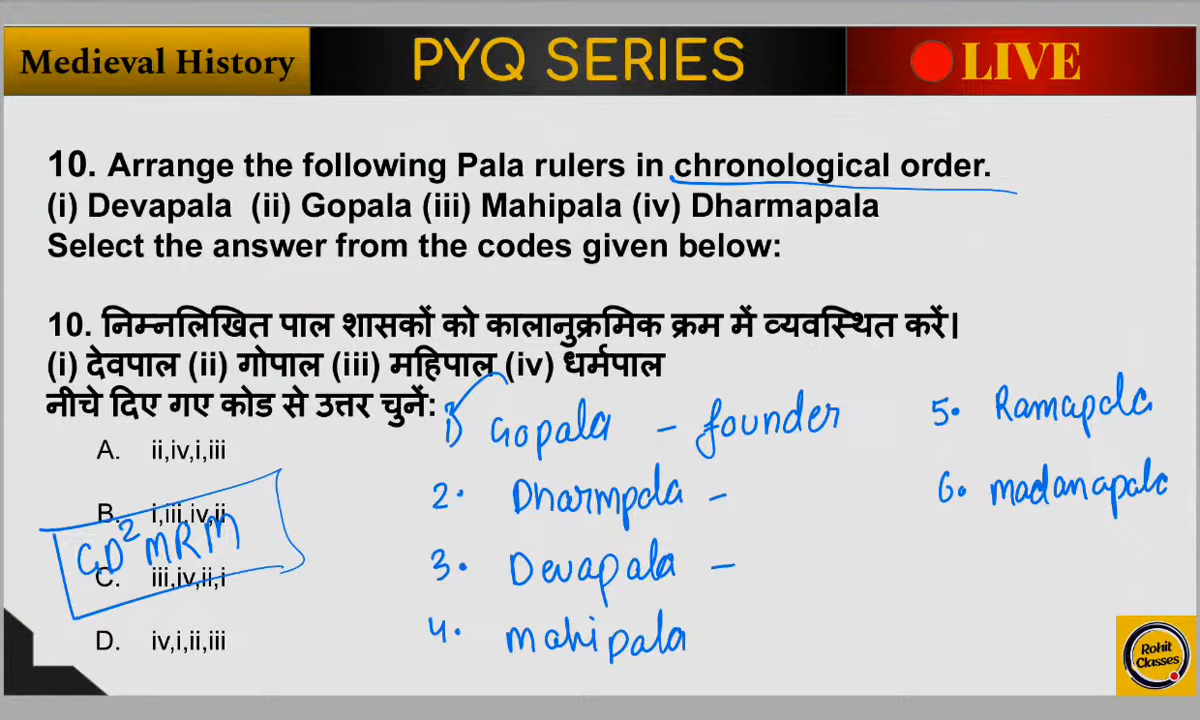 Medieval History
PYQ SERIES
LIVE
10. Arrange the following Pala rulers in chronological order.
(i) Devapala (ii) Gopala (iii) Mahipala (iv) Dharmapala
Select the answer from the codes given below:
10. निम्नलिखित पाल शासकों को कालानुक्रमिक क्रम में व्यवस्थित करें।
(i) देवपाल (ii) गोपाल (iii) महिपाल (iv) धर्मपाल
नीचे दिए गए कोड से उत्तर चुनें:
A. ii,iv,i,iii
B. i,iii,iv,ii
C. iii,iv,ii,i
D. iv,i,ii,iii
GD² MRM
1) Gopala - founder
2. Dharmpala -
3. Devapala -
4. Mahipala
5. Ramapala
6. madanapala
Rohit
Classes